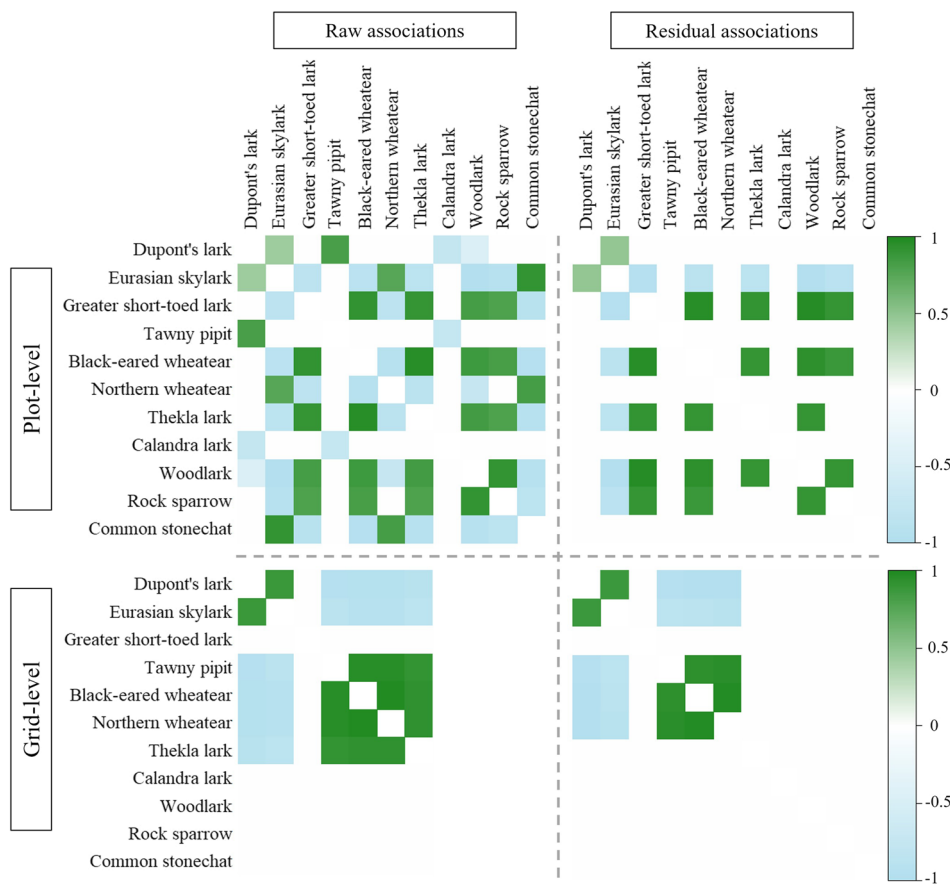 Raw associations
Residual associations
Dupont's lark
Eurasian skylark
Greater short-toed lark
Tawny pipit
Black-eared wheatear
Northern wheatear
Thekla lark
Calandra lark
Woodlark
Rock sparrow
Common stonechat
Dupont's lark
Eurasian skylark
Greater short-toed lark
Tawny pipit
Black-eared wheatear
Northern wheatear
Thekla lark
Calandra lark
Woodlark
Rock sparrow
Common stonechat
Plot-level
Dupont's lark
Eurasian skylark
Greater short-toed lark
Tawny pipit
Black-eared wheatear
Northern wheatear
Thekla lark
Calandra lark
Woodlark
Rock sparrow
Common stonechat
1
0.5
0
-0.5
-1
Grid-level
Dupont's lark
Eurasian skylark
Greater short-toed lark
Tawny pipit
Black-eared wheatear
Northern wheatear
Thekla lark
Calandra lark
Woodlark
Rock sparrow
Common stonechat
1
0.5
0
-0.5
-1